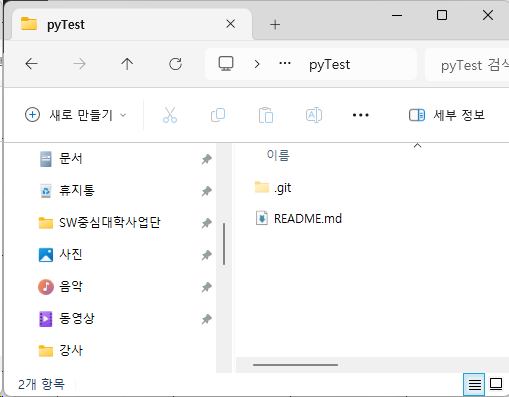 pyTest
pyTest
pyTest 검색
새로 만들기
세부 정보
문서
휴지통
SW중심대학사업단
사진
음악
동영상
강사
이름
.git
README.md
2개 항목